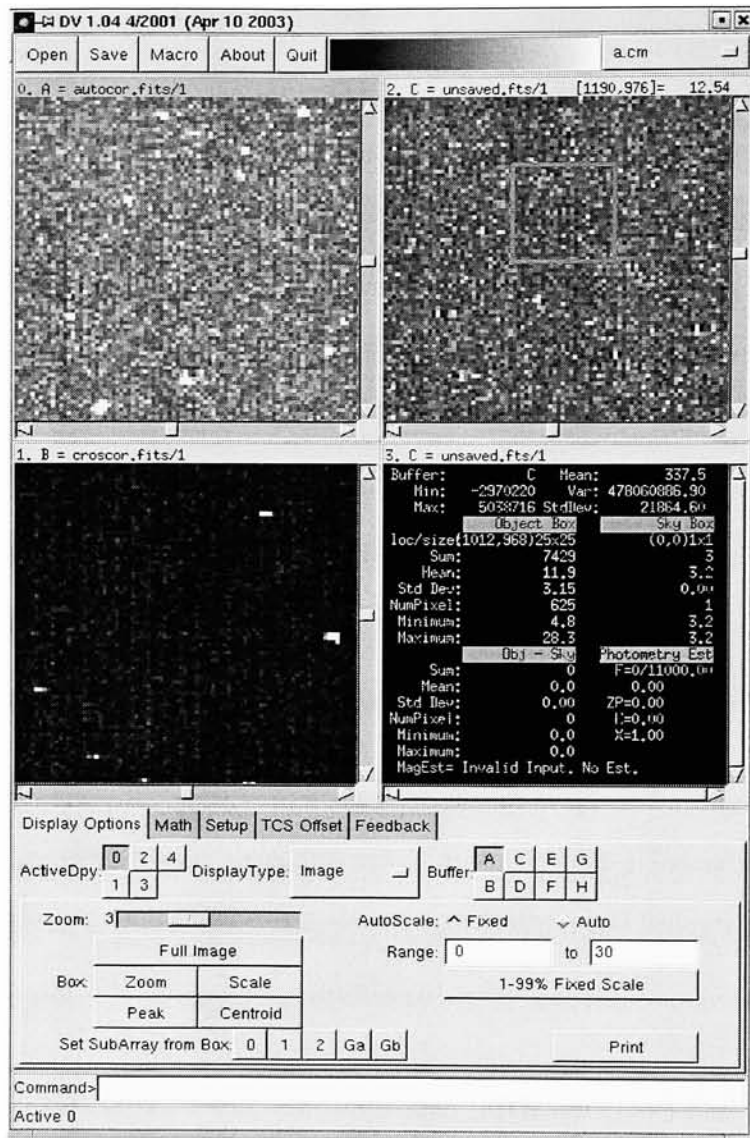 DV 1.04 4/2001 (Apr 10 2003)
Open Save Macro About Quit a.cm
0. A = autocor.fits/1
2. C = unsaved.fits/1 [1190,976]= 12.54
1. B = croscor.fits/1
3. C = unsaved.fts/1
Buffer: C Mean: 337.5
Min: -2970220 Var: 478060886.90
Max: 5038716 StdDev: 21864.60
Object Box Sky Box
loc/size(1012,968)25x25 (0,0)1x1
Sum: 7429 3
Mean: 11.9 3.2
Std Dev: 3.15 0.00
NumPixel: 625 1
Minimum: 4.8 3.2
Maximum: 28.3 3.2
Obj - Sky Photometry Est
Sum: 0 F=0/11000.00
Mean: 0.0 0.00
Std Dev: 0.00 ZP=0.00
NumPixel: 0 K=0.00
Minimum: 0.0 X=1.00
Maximum: 0.0
MagEst= Invalid Input. No Est.
Display Options Math Setup TCS Offset Feedback
ActiveDpy: 0 2 4 1 3 DisplayType: Image Buffer: A C E G B D F H
Zoom: 3 AutoScale: Fixed Auto
Full Image Range: 0 to 30
Box: Zoom Scale 1-99% Fixed Scale
Peak Centroid
Set SubArray from Box: 0 1 2 Ga Gb Print
Command>
Active 0